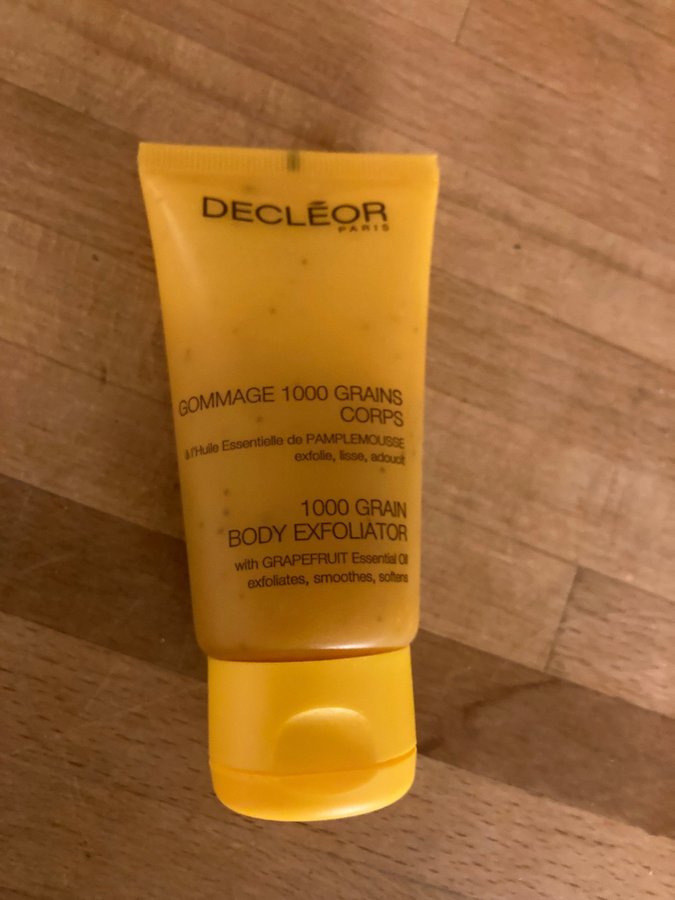 DECLÉOR
PARIS
GOMMAGE 1000 GRAINS
CORPS
à l'Huile Essentielle de PAMPLEMOUSSE
exfolie, lisse, adoucit
1000 GRAIN
BODY EXFOLIATOR
with GRAPEFRUIT Essential Oil
exfoliates, smoothes, softens